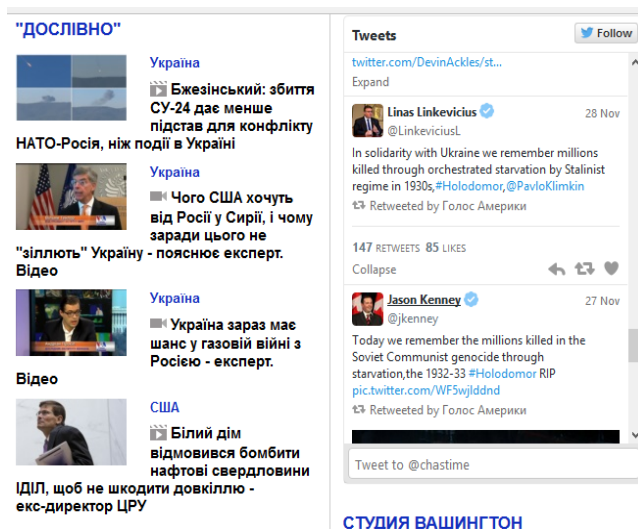 "ДОСЛІВНО"
Україна
Бжезінський: збиття
СУ-24 дає менше
підстав для конфлікту
НАТО-Росія, ніж події в Україні
Україна
Чого США хочуть
від Росії у Сирії, і чому
заради цього не
"зіллють" Україну - пояснює експерт.
Відео
Україна
Україна зараз має
шанс у газовій війні з
Росією - експерт.
Відео
США
Білий дім
відмовився бомбити
нафтові свердловини
ІДІЛ, щоб не шкодити довкіллю -
екс-директор ЦРУ
Tweets
Follow
twitter.com/DevinAckles/st...
Expand
Linas Linkevicius 28 Nov
@LinkeviciusL
In solidarity with Ukraine we remember millions
killed through orchestrated starvation by Stalinist
regime in 1930s,#Holodomor,@PavloKlimkin
Retweeted by Голос Америки
147 RETWEETS 85 LIKES
Collapse
Jason Kenney 27 Nov
@jkenney
Today we remember the millions killed in the
Soviet Communist genocide through
starvation,the 1932-33 #Holodomor RIP
pic.twitter.com/WF5wjlddnd
Retweeted by Голос Америки
Tweet to @chastime
СТУДИЯ ВАШИНГТОН